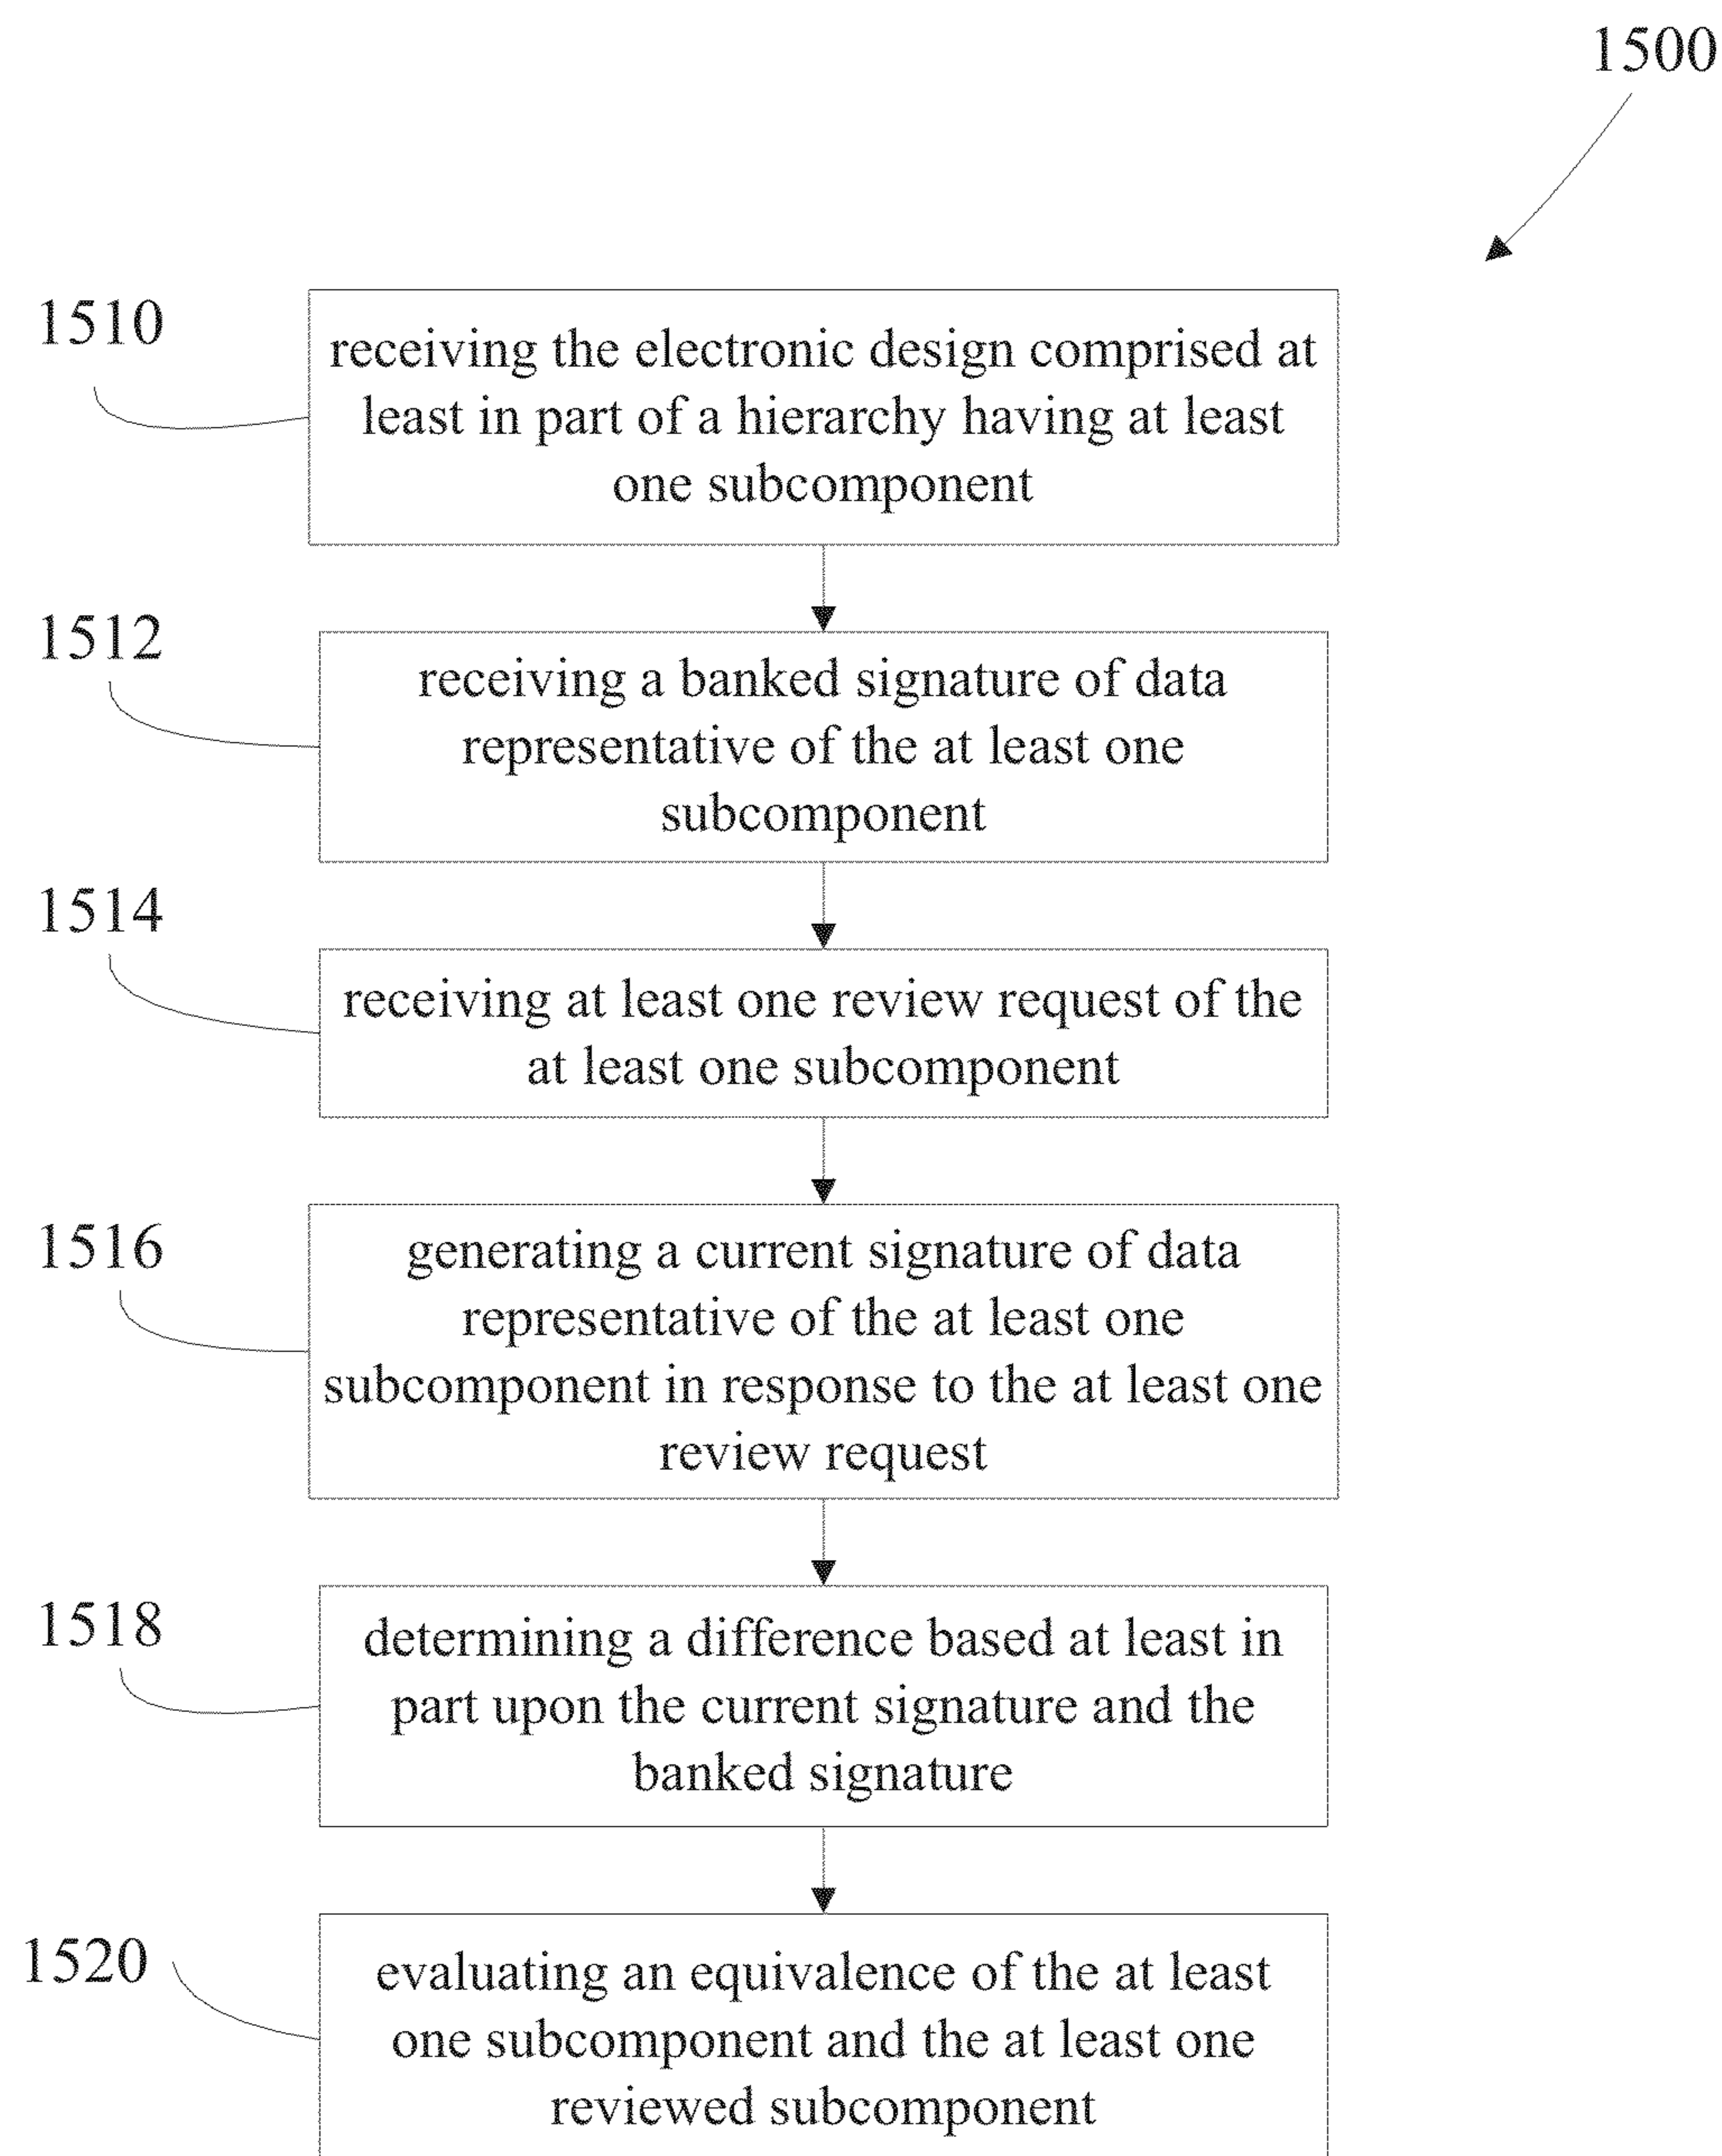 1500
1510
receiving the electronic design comprised at
least in part of a hierarchy having at least
one subcomponent
1512
receiving a banked signature of data
representative of the at least one
subcomponent
1514
receiving at least one review request of the
at least one subcomponent
1516
generating a current signature of data
representative of the at least one
subcomponent in response to the at least one
review request
1518
determining a difference based at least in
part upon the current signature and the
banked signature
1520
evaluating an equivalence of the at least
one subcomponent and the at least one
reviewed subcomponent